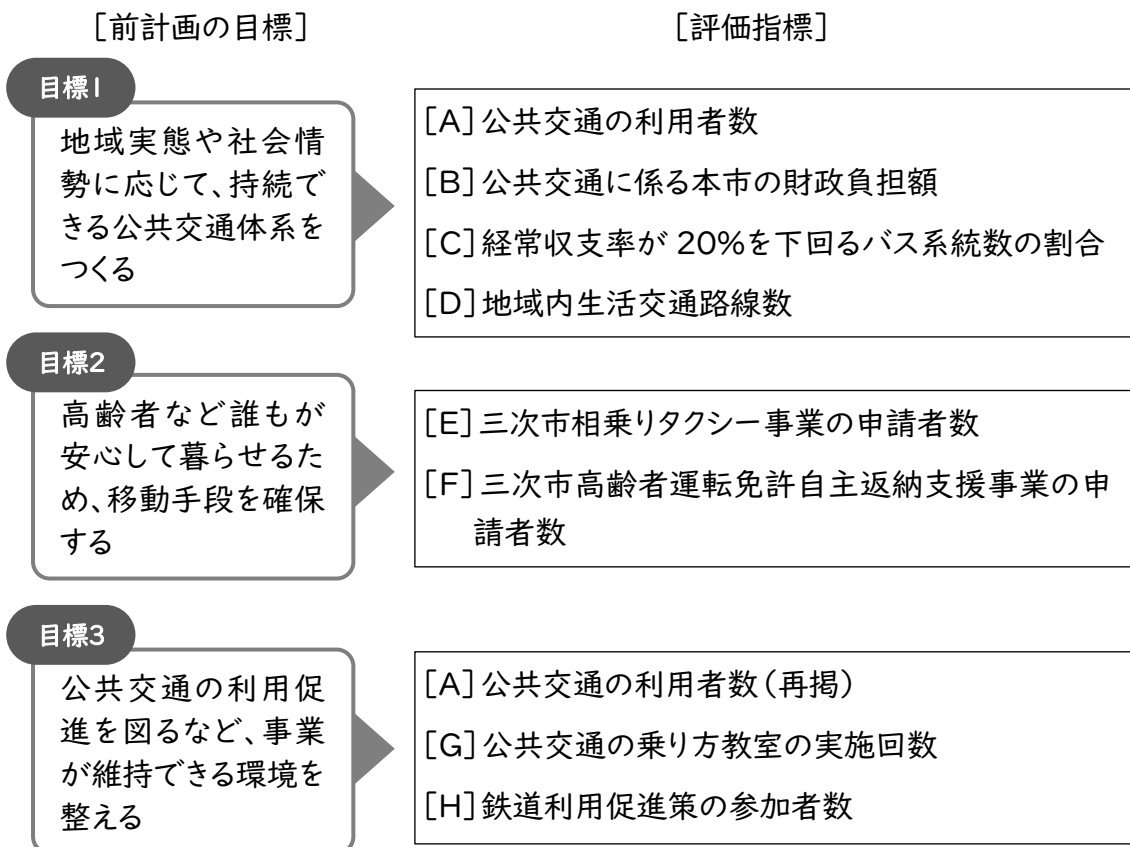 [前計画の目標]
[評価指標]
目標1
地域実態や社会情
勢に応じて、持続で
きる公共交通体系を
つくる
[A]公共交通の利用者数
[B]公共交通に係る本市の財政負担額
[C]経常収支率が 20%を下回るバス系統数の割合
[D]地域内生活交通路線数
目標2
高齢者など誰もが
安心して暮らせるた
め、移動手段を確保
する
[E]三次市相乗りタクシー事業の申請者数
[F]三次市高齢者運転免許自主返納支援事業の申
請者数
目標3
公共交通の利用促
進を図るなど、事業
が維持できる環境を
整える
[A]公共交通の利用者数(再掲)
[G]公共交通の乗り方教室の実施回数
[H]鉄道利用促進策の参加者数